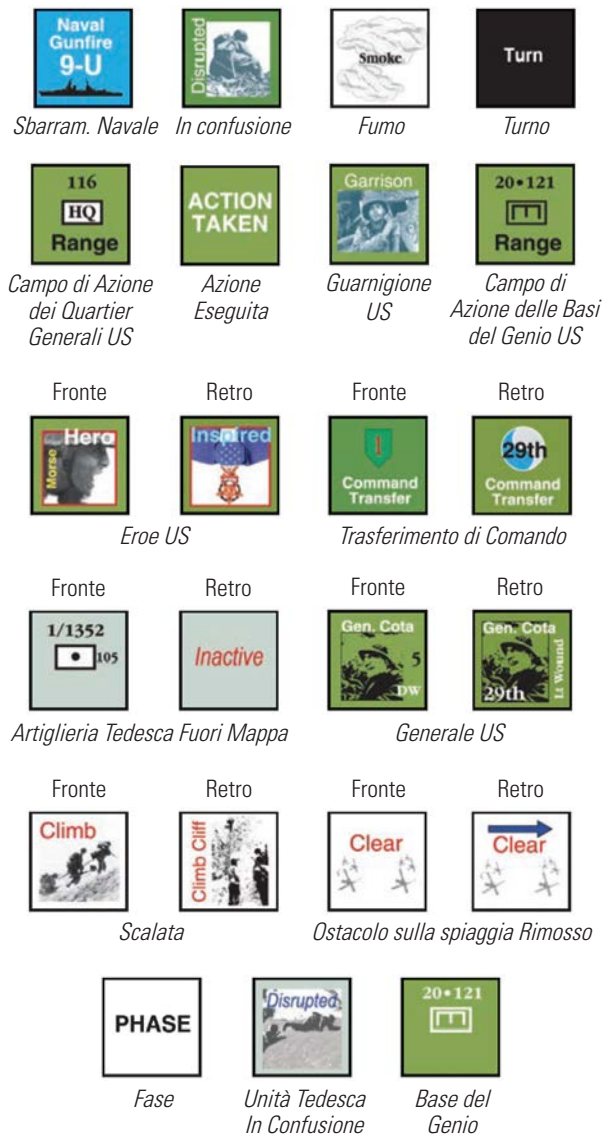 Naval
Gunfire
9-U
Disrupted
Smoke
Turn
Sbarram. Navale
In confusione
Fumo
Turno
116
HQ
Range
ACTION
TAKEN
Garrison
20•121
Range
Campo di Azione
dei Quartier
Generali US
Azione
Eseguita
Guarnigione
US
Campo di
Azione delle Basi
del Genio US
Fronte
Retro
Fronte
Retro
Hero
Morse
Inspired
1
Command
Transfer
29th
Command
Transfer
Eroe US
Trasferimento di Comando
Fronte
Retro
Fronte
Retro
1/1352
105
Inactive
Gen. Cota
5
DW
Gen. Cota
Lt Wound
29th
Artiglieria Tedesca Fuori Mappa
Generale US
Fronte
Retro
Fronte
Retro
Climb
Climb Cliff
Clear
Clear
Scalata
Ostacolo sulla spiaggia Rimosso
PHASE
Disrupted
20•121
Fase
Unità Tedesca
In Confusione
Base del
Genio